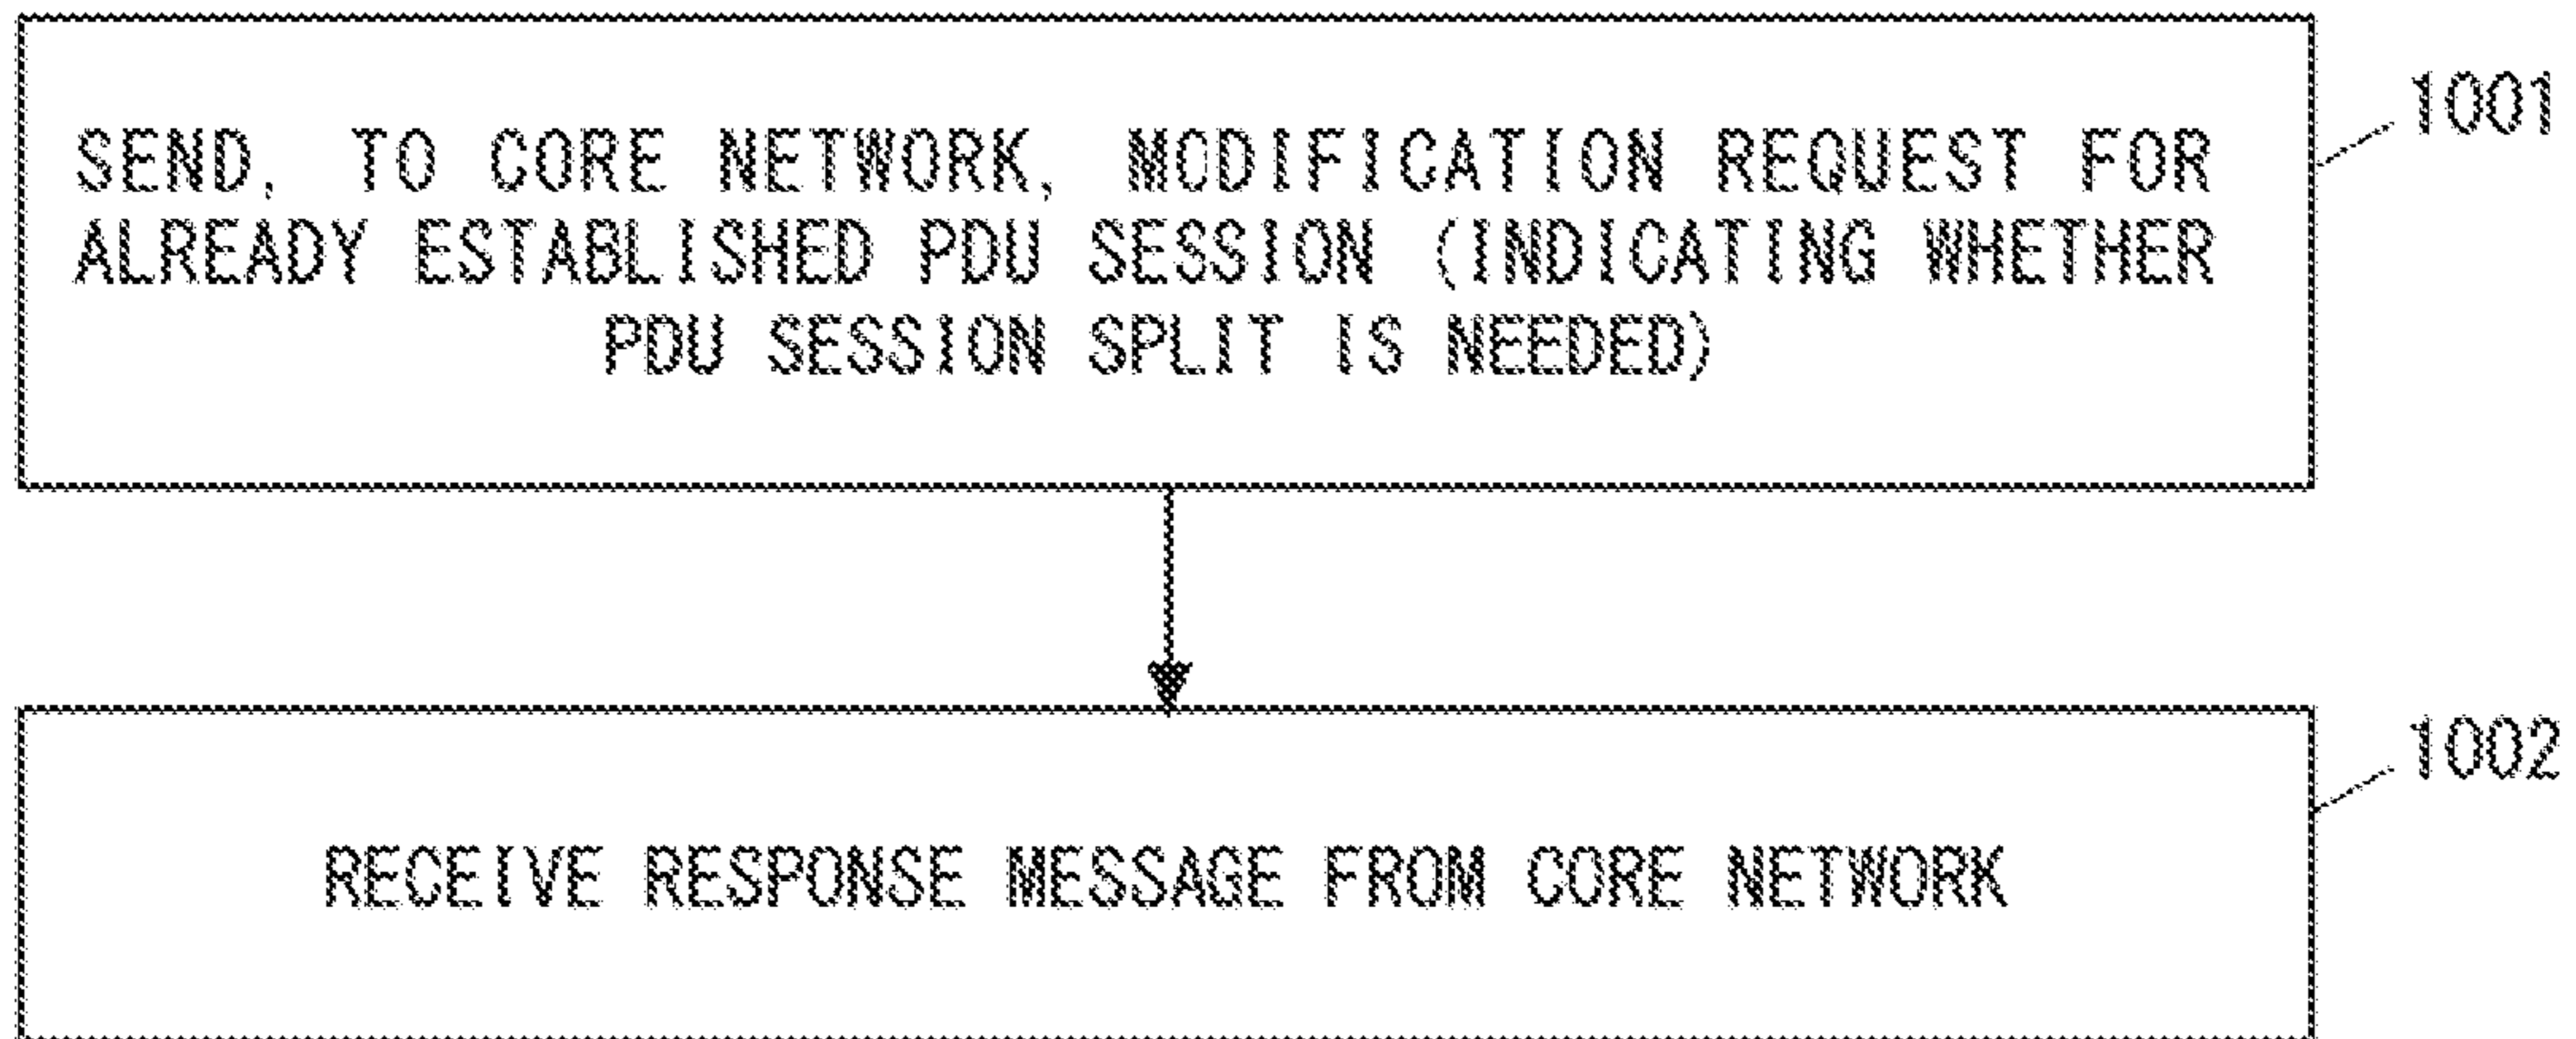 SEND, TO CORE NETWORK, MODIFICATION REQUEST FOR
ALREADY ESTABLISHED PDU SESSION (INDICATING WHETHER
PDU SESSION SPLIT IS NEEDED)
1001
RECEIVE RESPONSE MESSAGE FROM CORE NETWORK
1002